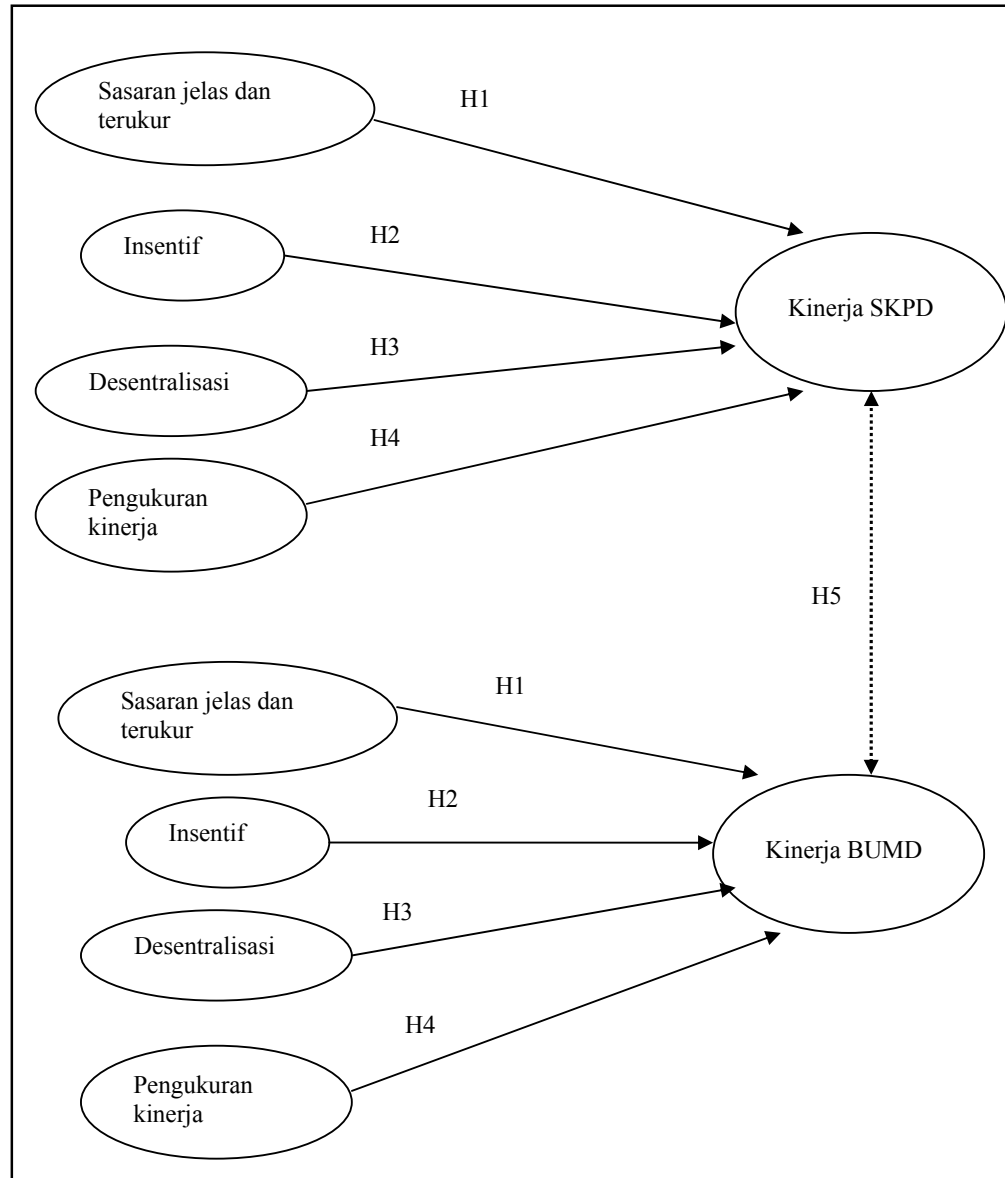 Sasaran jelas dan
terukur
H1
Insentif
H2
Kinerja SKPD
Desentralisasi
H3
H4
Pengukuran
kinerja
H5
Sasaran jelas dan
terukur
H1
Insentif
H2
Kinerja BUMD
Desentralisasi
H3
H4
Pengukuran
kinerja